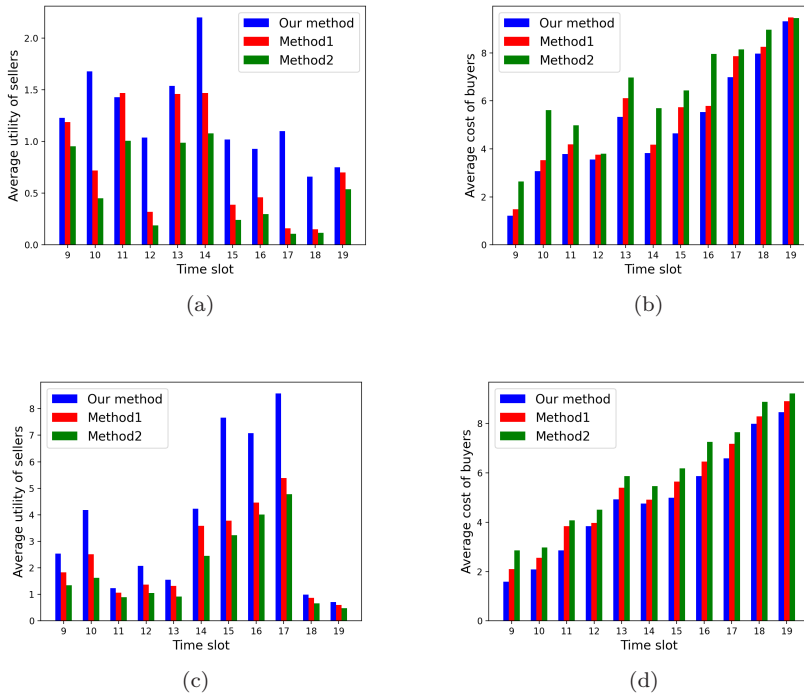 Our method
Method1
Method2
Average utility of sellers
2.0
1.5
1.0
0.5
0.0
9 10 11 12 13 14 15 16 17 18 19
Time slot
(a)
Our method
Method1
Method2
Average cost of buyers
8
6
4
2
0
9 10 11 12 13 14 15 16 17 18 19
Time slot
(b)
Our method
Method1
Method2
Average utility of sellers
8
7
6
5
4
3
2
1
0
9 10 11 12 13 14 15 16 17 18 19
Time slot
(c)
Our method
Method1
Method2
Average cost of buyers
8
6
4
2
0
9 10 11 12 13 14 15 16 17 18 19
Time slot
(d)